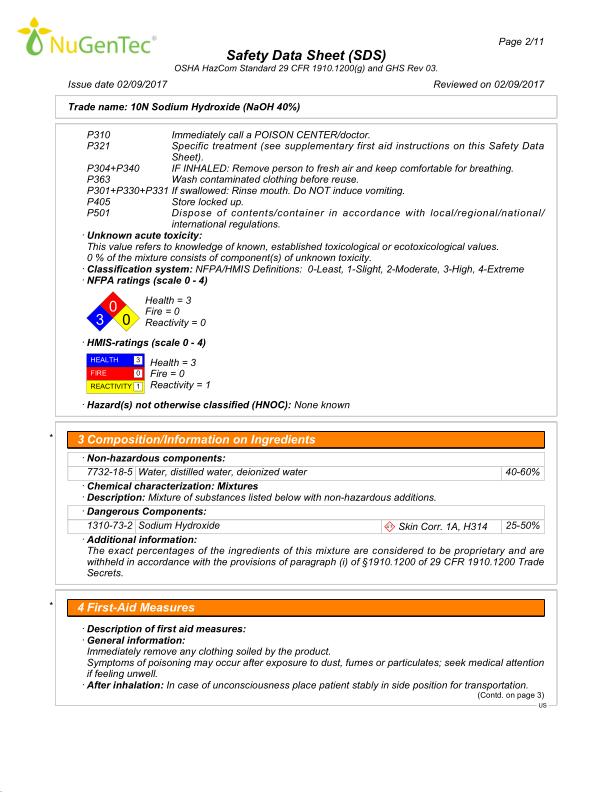 NuGenTec®
Page 2/11
Safety Data Sheet (SDS)
OSHA HazCom Standard 29 CFR 1910.1200(g) and GHS Rev 03.
Issue date 02/09/2017 Reviewed on 02/09/2017
Trade name: 10N Sodium Hydroxide (NaOH 40%)
P310 Immediately call a POISON CENTER/doctor.
P321 Specific treatment (see supplementary first aid instructions on this Safety Data
Sheet).
P304+P340 IF INHALED: Remove person to fresh air and keep comfortable for breathing.
P363 Wash contaminated clothing before reuse.
P301+P330+P331 If swallowed: Rinse mouth. Do NOT induce vomiting.
P405 Store locked up.
P501 Dispose of contents/container in accordance with local/regional/national/
international regulations.
· Unknown acute toxicity:
This value refers to knowledge of known, established toxicological or ecotoxicological values.
0 % of the mixture consists of component(s) of unknown toxicity.
· Classification system: NFPA/HMIS Definitions: 0-Least, 1-Slight, 2-Moderate, 3-High, 4-Extreme
· NFPA ratings (scale 0 - 4)
0
3 0
Health = 3
Fire = 0
Reactivity = 0
· HMIS-ratings (scale 0 - 4)
HEALTH 3 Health = 3
FIRE 0 Fire = 0
REACTIVITY 1 Reactivity = 1
· Hazard(s) not otherwise classified (HNOC): None known
* 3 Composition/Information on Ingredients
· Non-hazardous components:
7732-18-5 Water, distilled water, deionized water 40-60%
· Chemical characterization: Mixtures
· Description: Mixture of substances listed below with non-hazardous additions.
· Dangerous Components:
1310-73-2 Sodium Hydroxide Skin Corr. 1A, H314 25-50%
· Additional information:
The exact percentages of the ingredients of this mixture are considered to be proprietary and are
withheld in accordance with the provisions of paragraph (i) of §1910.1200 of 29 CFR 1910.1200 Trade
Secrets.
* 4 First-Aid Measures
· Description of first aid measures:
· General information:
Immediately remove any clothing soiled by the product.
Symptoms of poisoning may occur after exposure to dust, fumes or particulates; seek medical attention
if feeling unwell.
· After inhalation: In case of unconsciousness place patient stably in side position for transportation.
(Contd. on page 3)
US